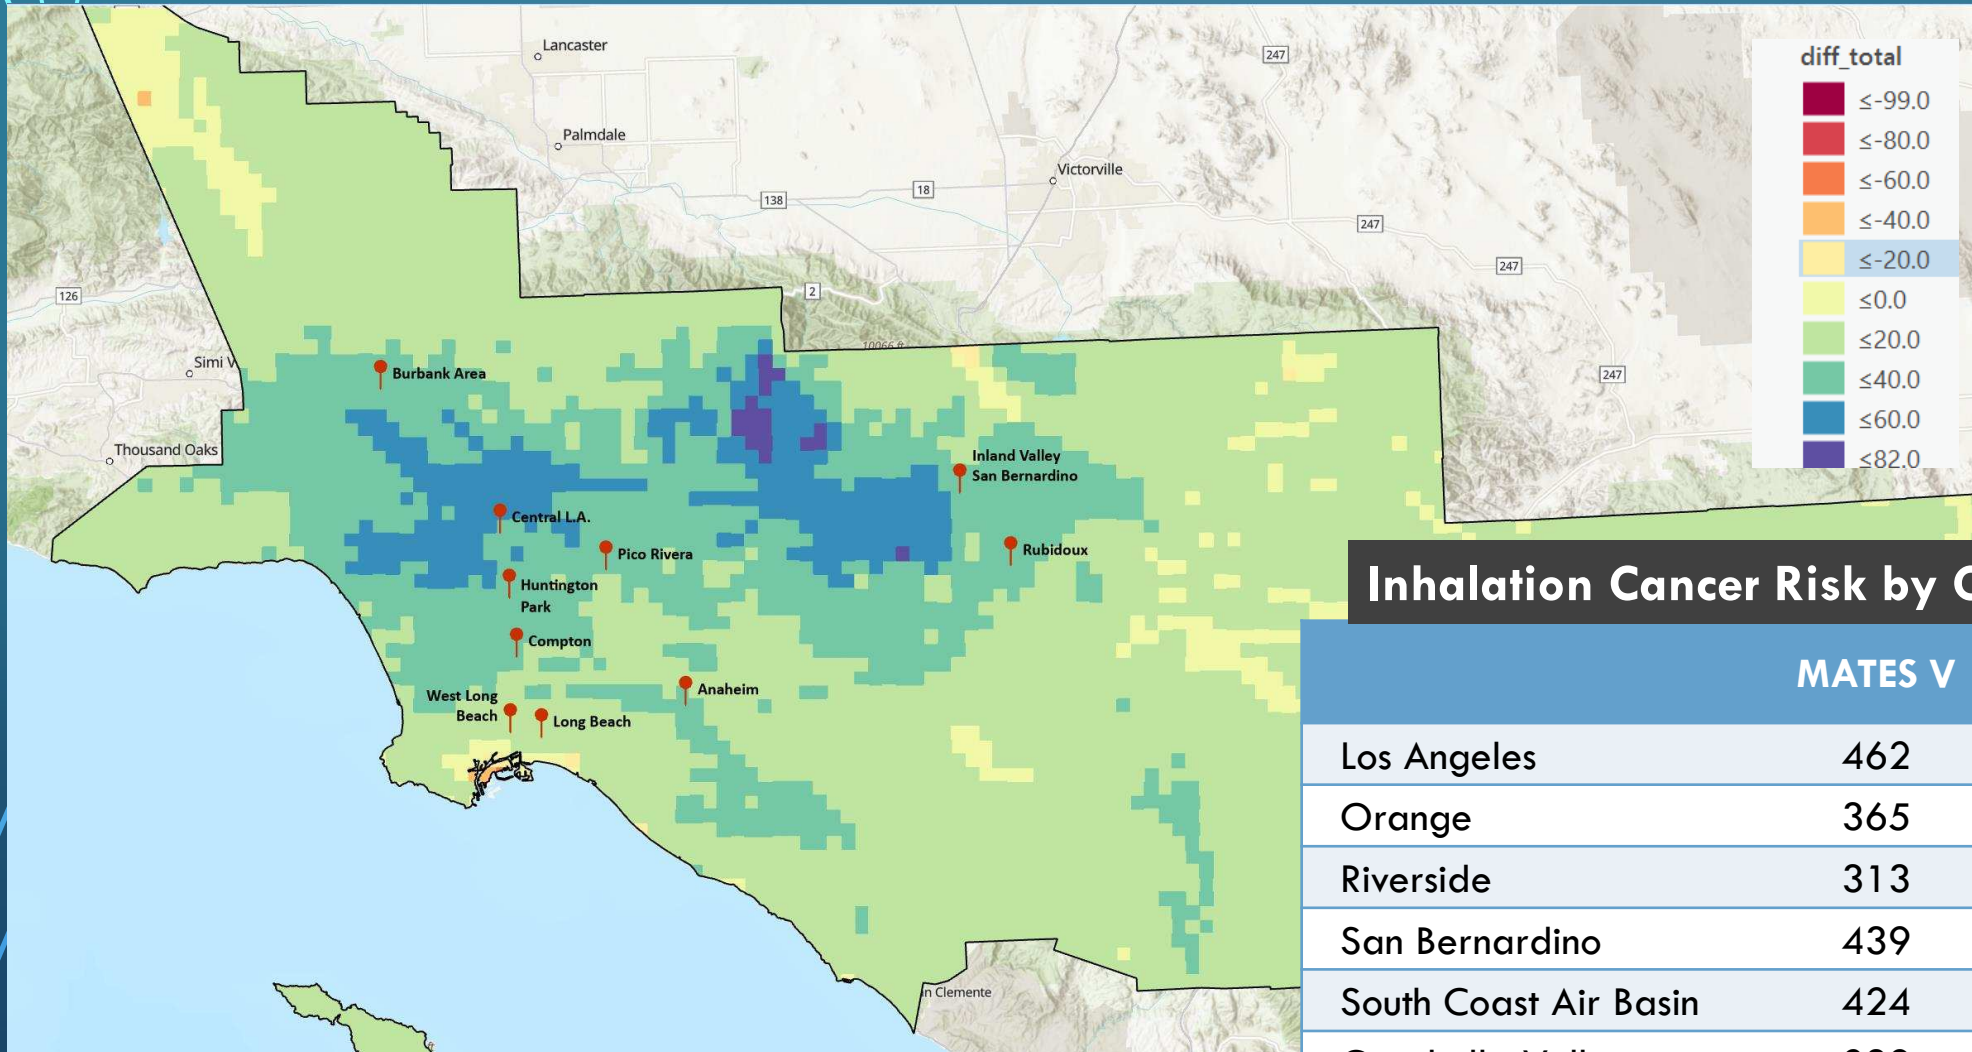 Lancaster
247
diff_total
≤-99.0
≤-80.0
≤-60.0
≤-40.0
≤-20.0
≤0.0
≤20.0
≤40.0
≤60.0
≤82.0
Palmdale
Victorville
18
138
247
247
126
2
10066 ft
Simi V
Burbank Area
247
Thousand Oaks
Inland Valley
San Bernardino
Central L.A.
Pico Rivera
Rubidoux
Huntington
Park
Compton
Anaheim
West Long
Beach
Long Beach
n Clemente
Inhalation Cancer Risk by
MATES V
Los Angeles 462
Orange 365
Riverside 313
San Bernardino 439
South Coast Air Basin 424